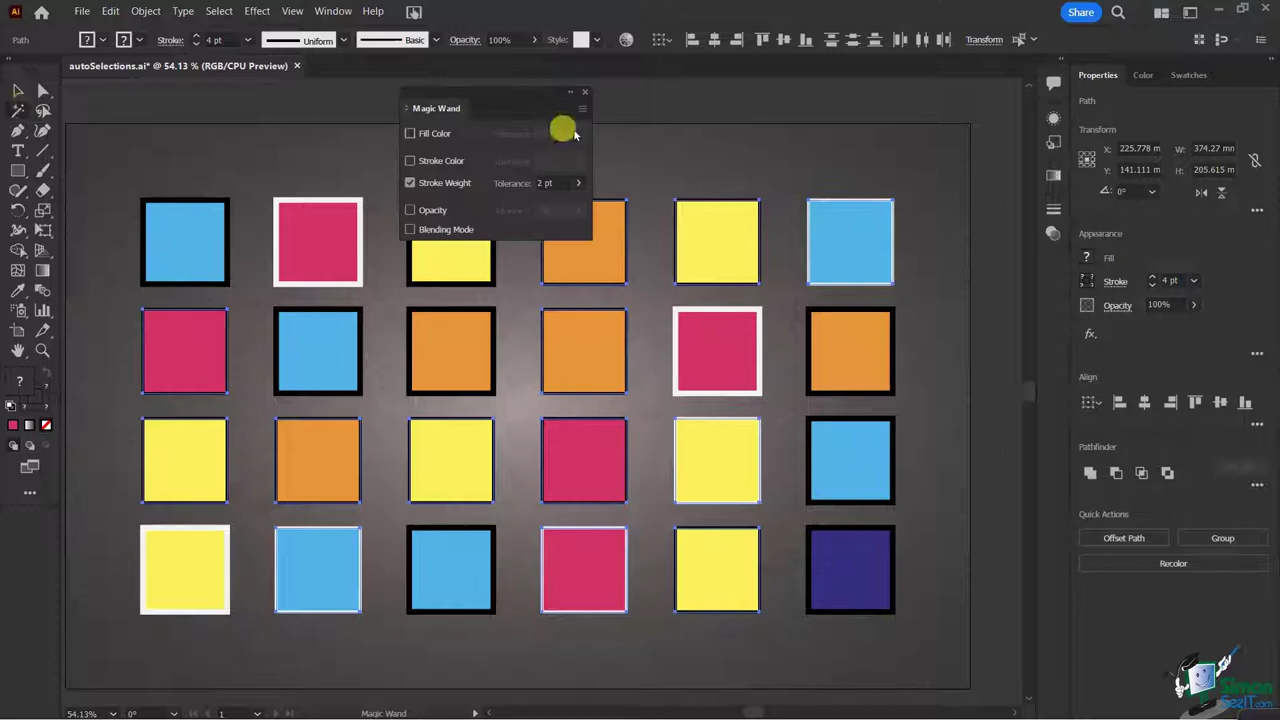 Ai
File Edit Object Type Select Effect View Window Help
Path Stroke: 4 pt Uniform Basic Opacity: 100% Style: Transform
autoSelections.ai* @ 54.13 % (RGB/CPU Preview)
Magic Wand
Fill Color
Stroke Color
Stroke Weight Tolerance: 2 pt
Opacity
Blending Mode
Share
Properties Color Swatches
Path
Transform
X: 225.778 m W: 374.27 mn
Y: 141.111 m H: 205.615 m
0°
Appearance
? Fill
Stroke 4 pt
Opacity 100%
fx.
Align
Pathfinder
Quick Actions
Offset Path Group
Recolor
54.13% 0° 1 Magic Wand
Simon
SezIT.com